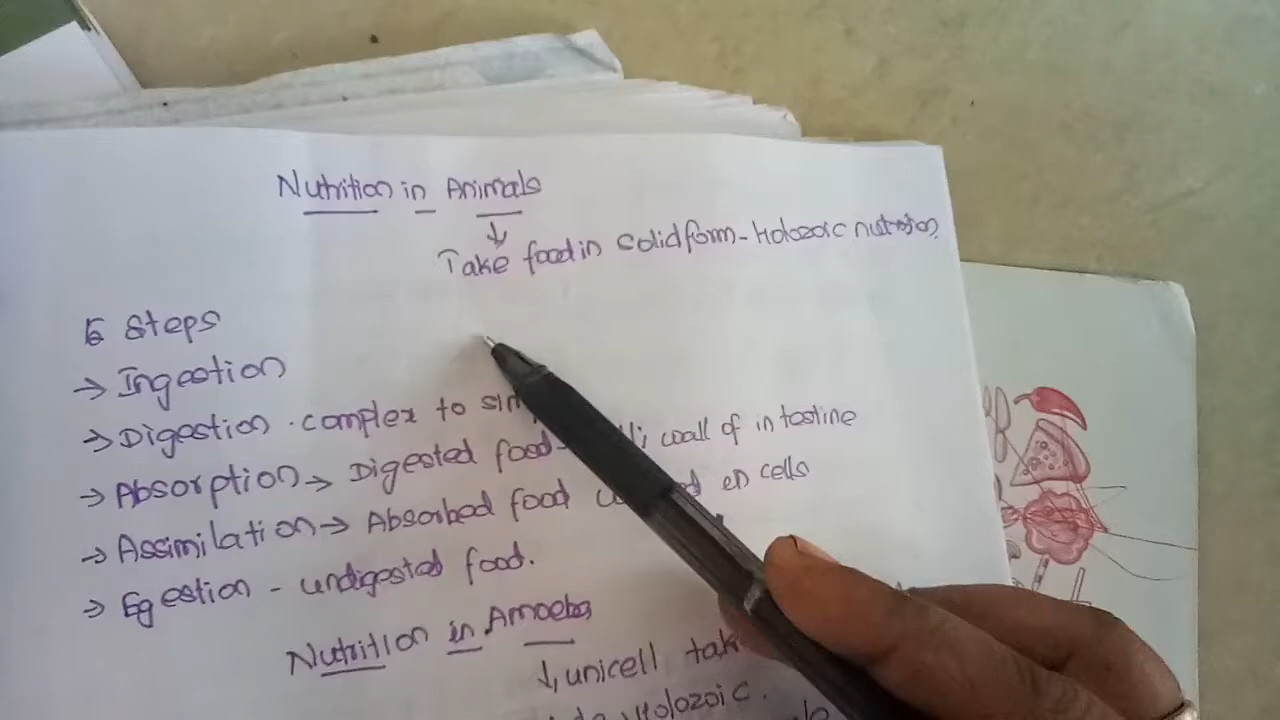 Nutrition in Animals
↓
Take food in solid form - Holozoic nutrition.
5 Steps
→ Ingestion
→ Digestion . complex to
→ Absorption → Digested food wall of intestine
→ Assimilation → Absorbed food cells
→ Egestion - undigested food.
Nutrition in Amoeba
↓ unicell
Holozoic.